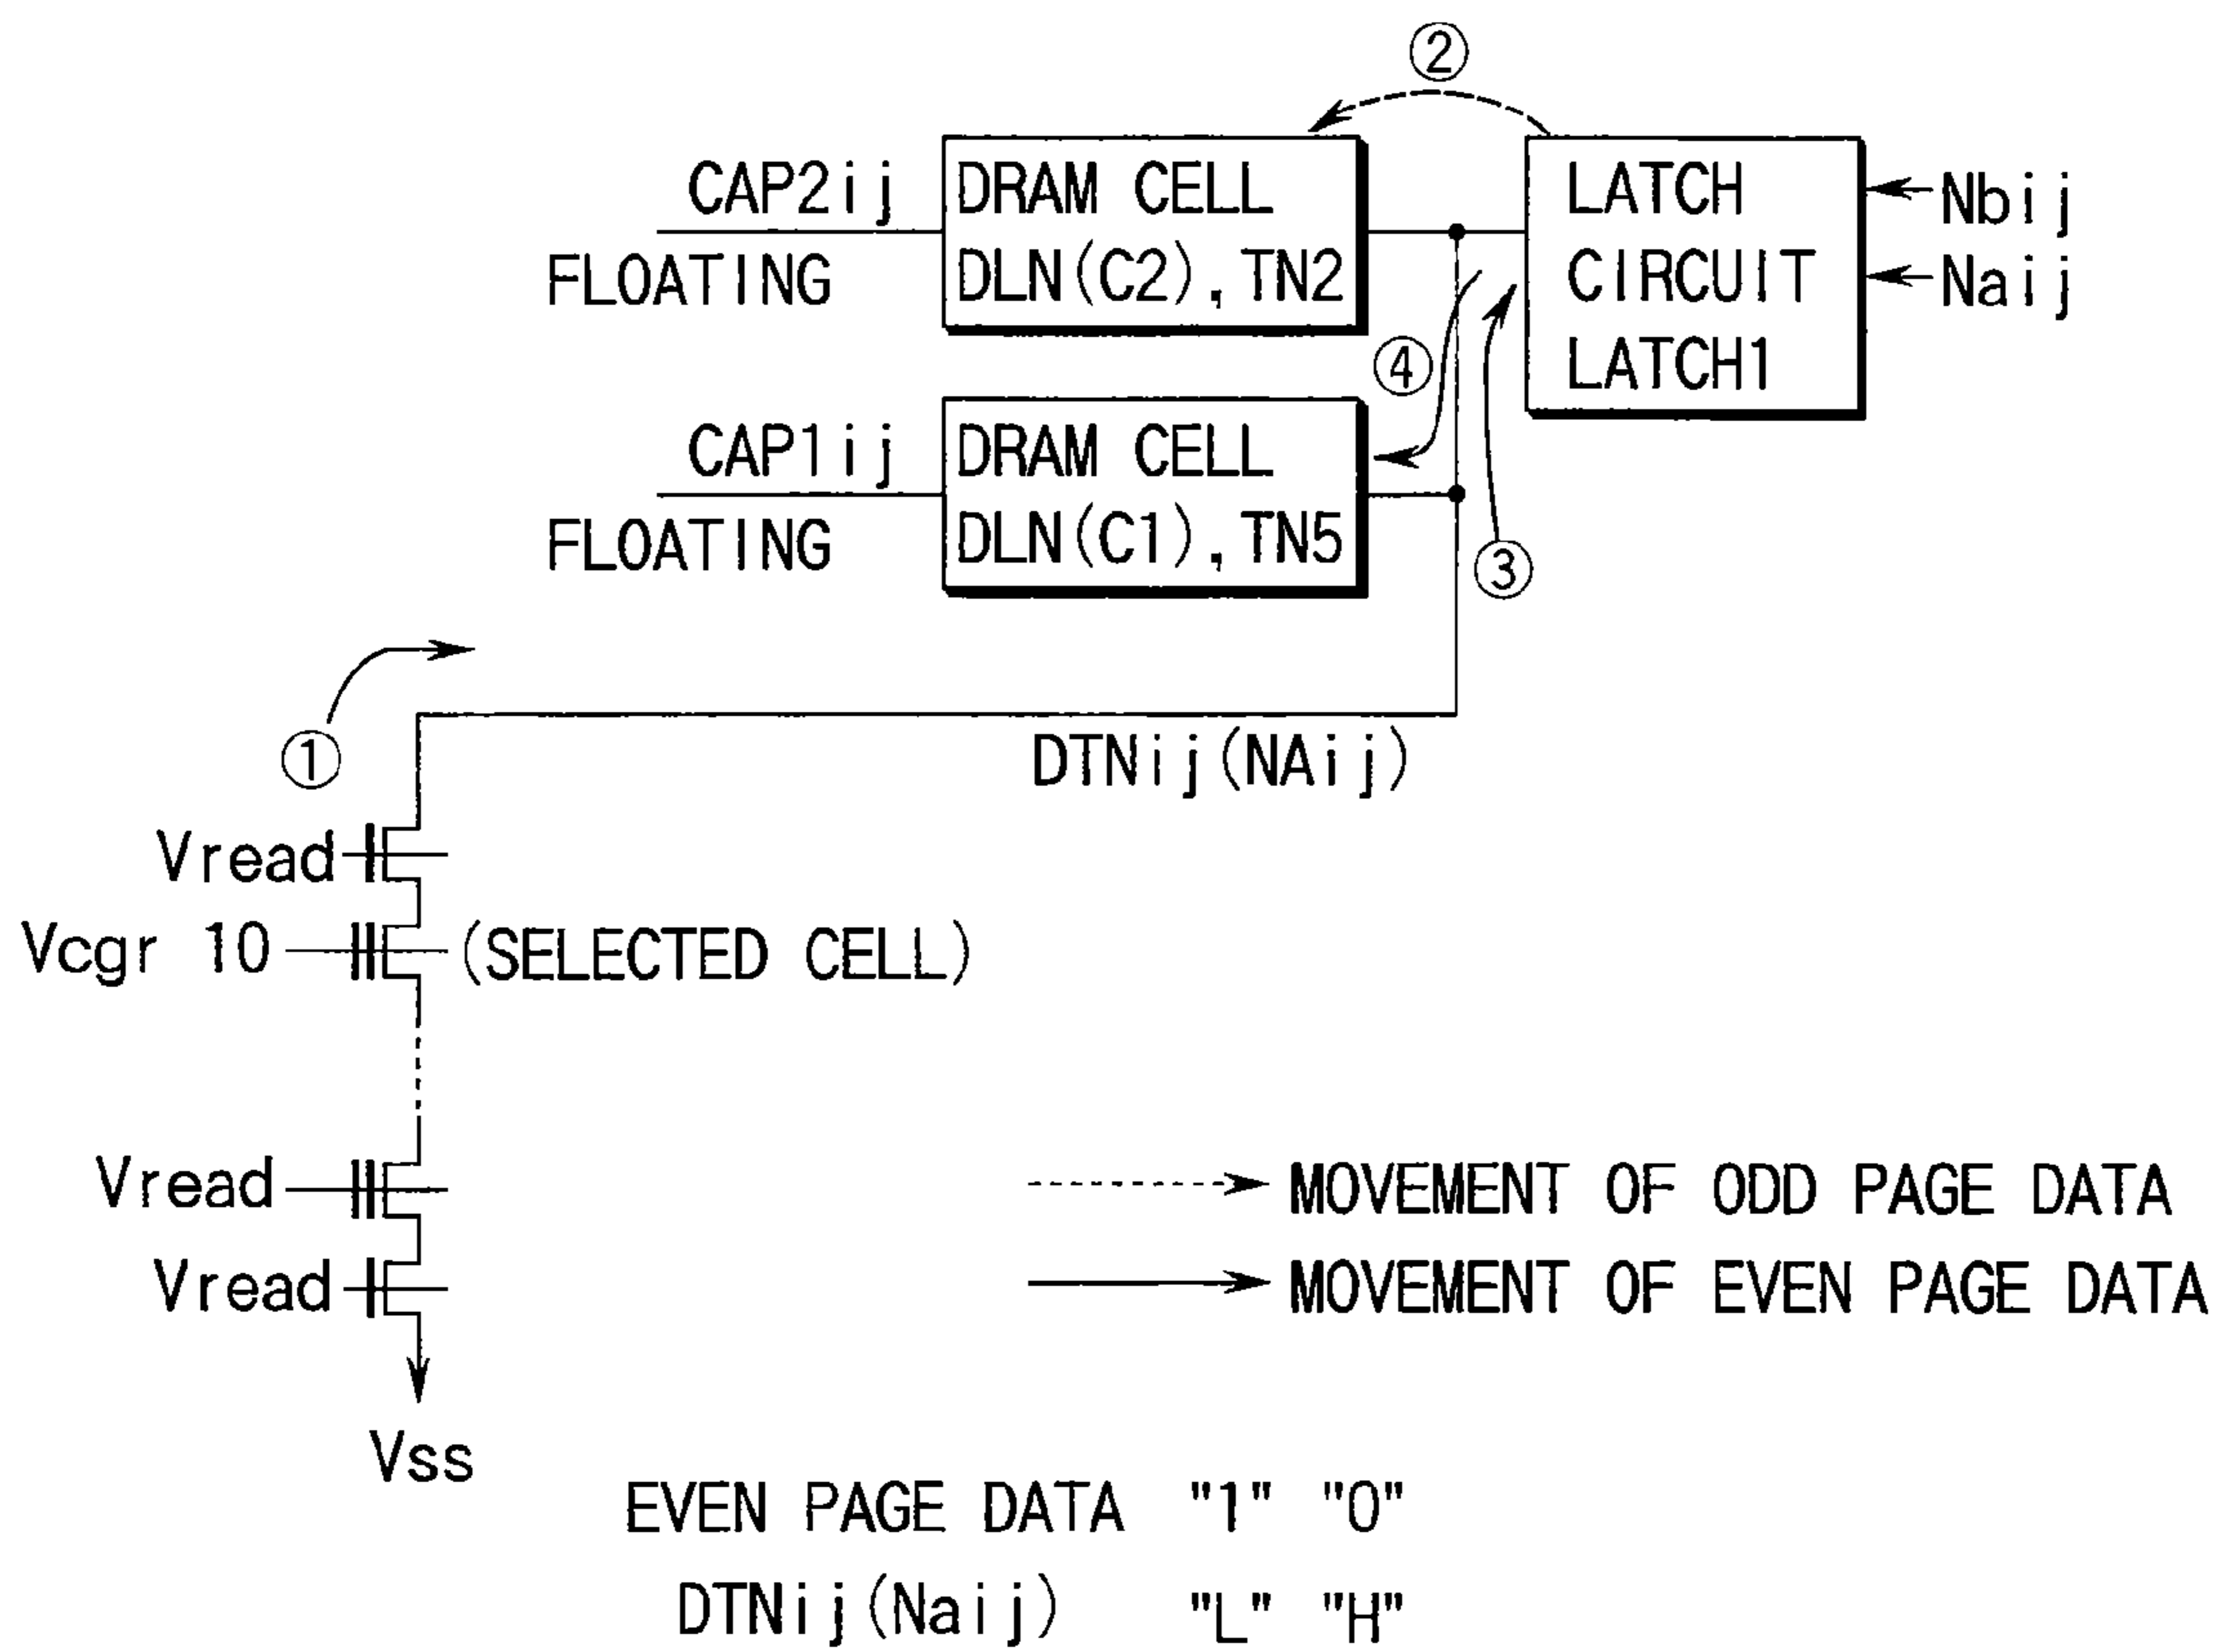 ②
CAP2ij
FLOATING
DRAM CELL
DLN(C2), TN2
LATCH
CIRCUIT
LATCH1
Nbij
Naij
④
CAP1ij
FLOATING
DRAM CELL
DLN(C1), TN5
③
①
DTNij(NAij)
Vread
Vcgr 10
(SELECTED CELL)
Vread
MOVEMENT OF ODD PAGE DATA
Vread
MOVEMENT OF EVEN PAGE DATA
Vss
EVEN PAGE DATA "1" "0"
DTNij(Naij) "L" "H"